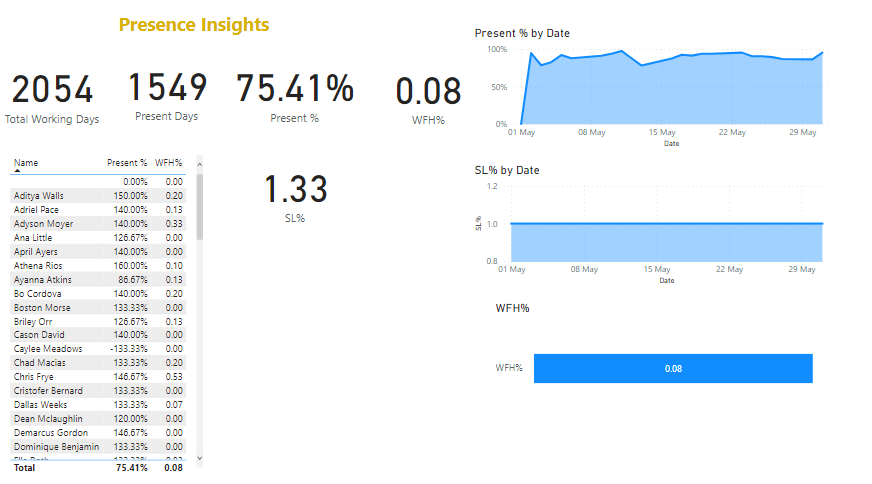 Presence Insights
2054
Total Working Days
1549
Present Days
75.41%
Present %
0.08
WFH%
1.33
SL%
Name Present % WFH%
0.00% 0.00
Aditya Walls 150.00% 0.20
Adriel Pace 140.00% 0.13
Adyson Moyer 140.00% 0.33
Ana Little 126.67% 0.00
April Ayers 140.00% 0.00
Athena Rios 160.00% 0.10
Ayanna Atkins 86.67% 0.13
Bo Cordova 140.00% 0.20
Boston Morse 133.33% 0.00
Briley Orr 126.67% 0.13
Cason David 140.00% 0.00
Caylee Meadows -133.33% 0.00
Chad Macias 133.33% 0.20
Chris Frye 146.67% 0.53
Cristofer Bernard 133.33% 0.00
Dallas Weeks 133.33% 0.07
Dean Mclaughlin 120.00% 0.00
Demarcus Gordon 146.67% 0.00
Dominique Benjamin 133.33% 0.00
Total 75.41% 0.08
Present % by Date
100%
50%
0%
01 May 08 May 15 May 22 May 29 May
Date
SL% by Date
1.2
1.0
0.8
SL%
01 May 08 May 15 May 22 May 29 May
Date
WFH%
WFH% 0.08